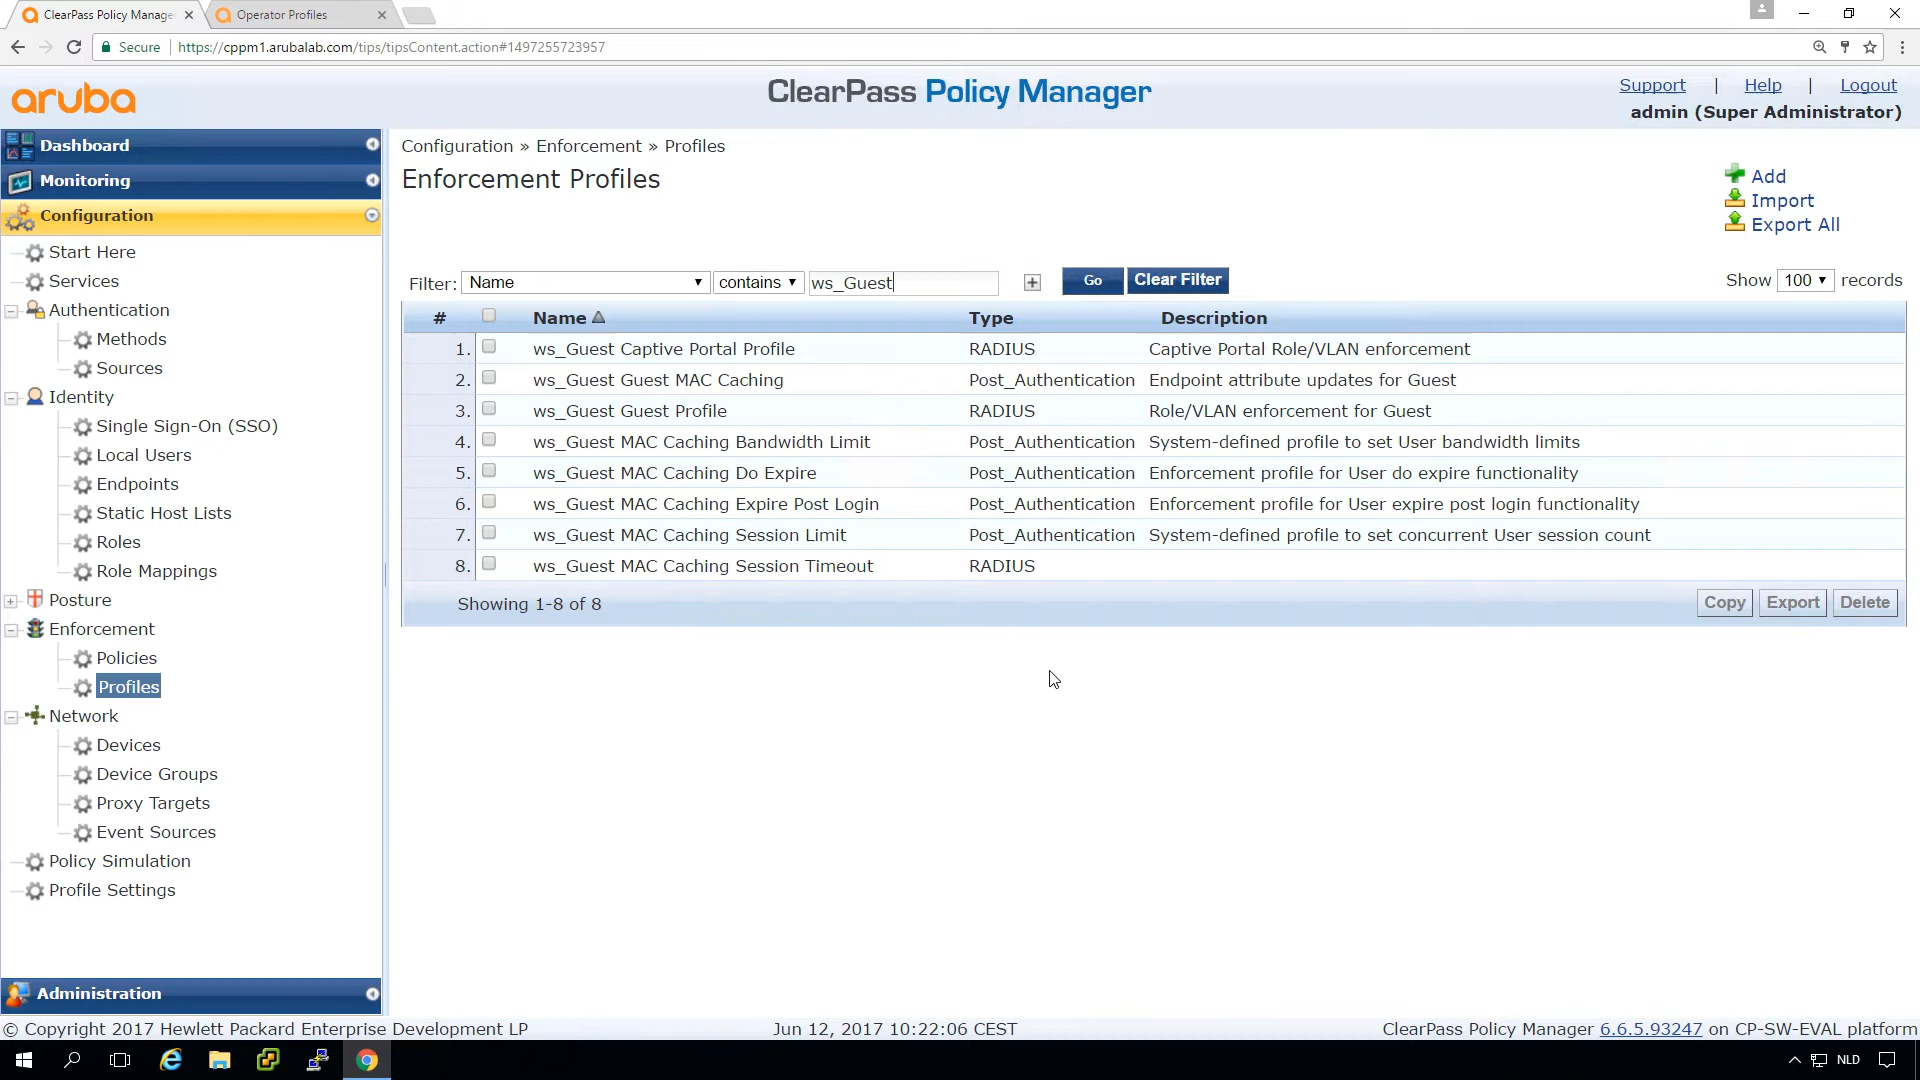 ClearPass Policy Manage
Operator Profiles
Secure
https://cppm1.arubalab.com/tips/tipsContent.action#1497255723957
aruba
ClearPass Policy Manager
Support | Help | Logout
admin (Super Administrator)
Dashboard
Monitoring
Configuration
Start Here
Services
Authentication
Methods
Sources
Identity
Single Sign-On (SSO)
Local Users
Endpoints
Static Host Lists
Roles
Role Mappings
Posture
Enforcement
Policies
Profiles
Network
Devices
Device Groups
Proxy Targets
Event Sources
Policy Simulation
Profile Settings
Administration
Configuration » Enforcement » Profiles
Enforcement Profiles
Add
Import
Export All
Filter: Name contains ws_Guest Go Clear Filter Show 100 records
# Name Type Description
1. ws_Guest Captive Portal Profile RADIUS Captive Portal Role/VLAN enforcement
2. ws_Guest Guest MAC Caching Post_Authentication Endpoint attribute updates for Guest
3. ws_Guest Guest Profile RADIUS Role/VLAN enforcement for Guest
4. ws_Guest MAC Caching Bandwidth Limit Post_Authentication System-defined profile to set User bandwidth limits
5. ws_Guest MAC Caching Do Expire Post_Authentication Enforcement profile for User do expire functionality
6. ws_Guest MAC Caching Expire Post Login Post_Authentication Enforcement profile for User expire post login functionality
7. ws_Guest MAC Caching Session Limit Post_Authentication System-defined profile to set concurrent User session count
8. ws_Guest MAC Caching Session Timeout RADIUS
Showing 1-8 of 8 Copy Export Delete
© Copyright 2017 Hewlett Packard Enterprise Development LP Jun 12, 2017 10:22:06 CEST ClearPass Policy Manager 6.6.5.93247 on CP-SW-EVAL platform
NLD